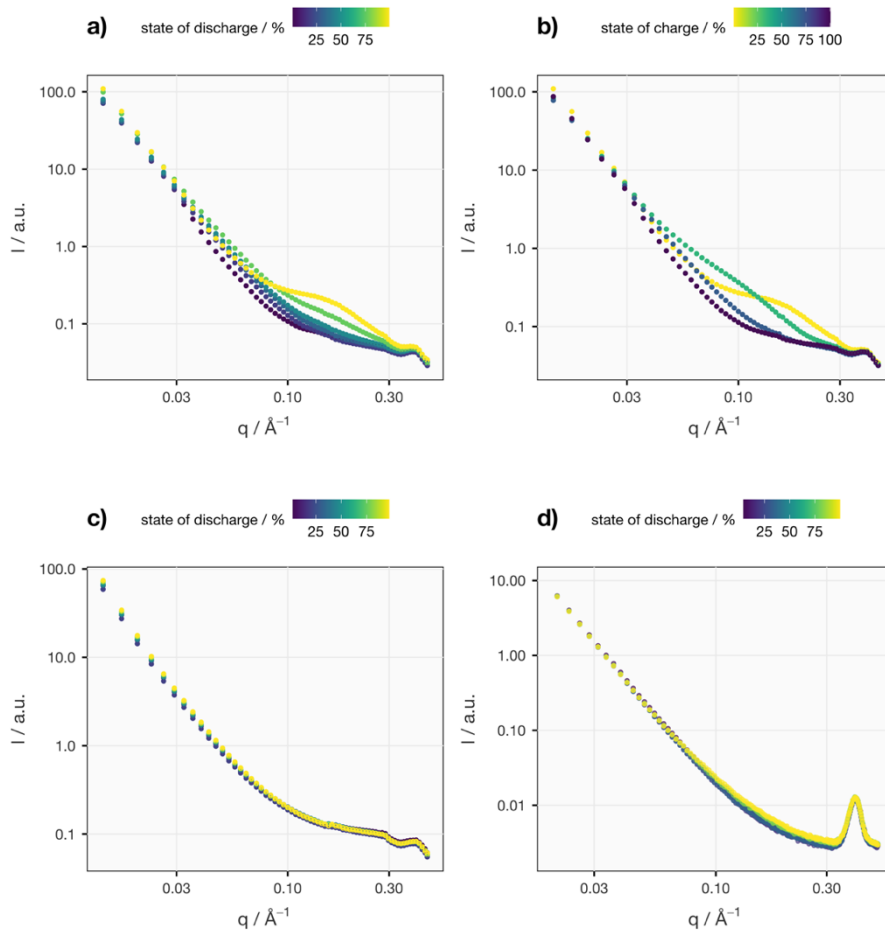 a) state of discharge / %
25 50 75
b) state of charge / %
25 50 75 100
100.0
10.0
1.0
0.1
I / a.u.
0.03 0.10 0.30
q / Å⁻¹
100.0
10.0
1.0
0.1
I / a.u.
0.03 0.10 0.30
q / Å⁻¹
c) state of discharge / %
25 50 75
d) state of discharge / %
25 50 75
100.0
10.0
1.0
0.1
I / a.u.
0.03 0.10 0.30
q / Å⁻¹
10.00
1.00
0.10
0.01
I / a.u.
0.03 0.10 0.30
q / Å⁻¹